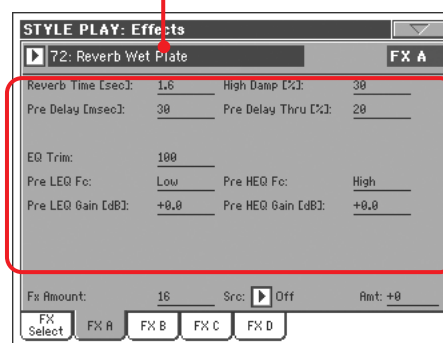 STYLE PLAY: Effects
72: Reverb Wet Plate FX A
Reverb Time [sec]: 1.6 High Damp [%]: 30
Pre Delay [msec]: 30 Pre Delay Thru [%]: 20
EQ Trim: 100
Pre LEQ Fc: Low Pre HEQ Fc: High
Pre LEQ Gain [dB]: +0.0 Pre HEQ Gain [dB]: +0.0
Fx Amount: 16 Src: Off Amt: +0
FX Select FX A FX B FX C FX D